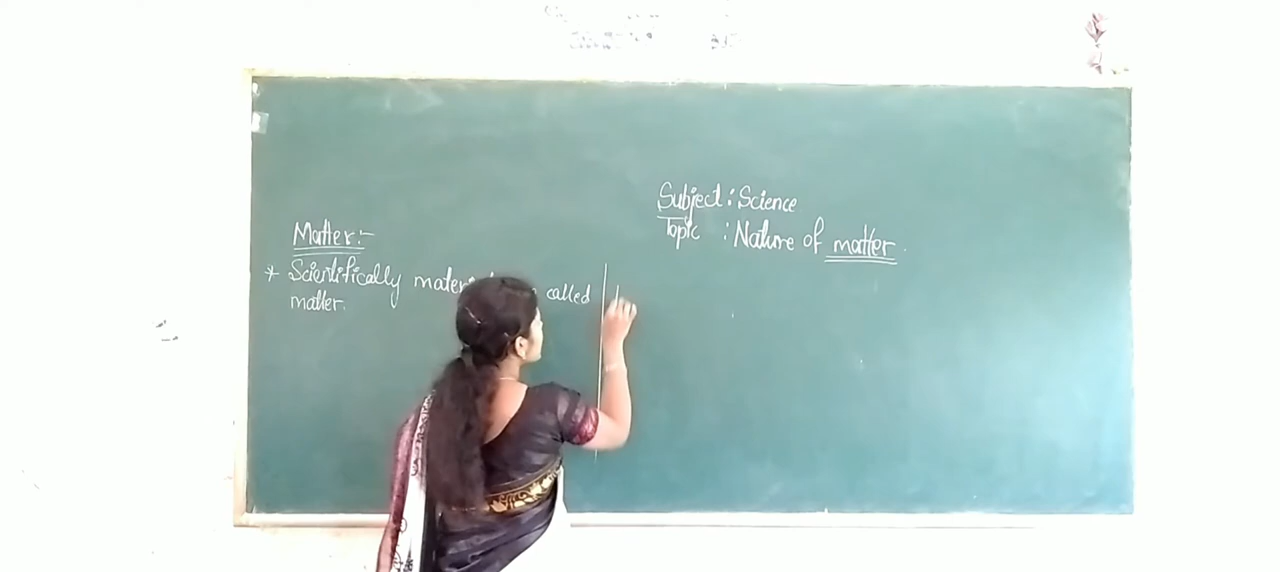 Subject : Science
Topic : Nature of matter.
Matter:-
* Scientifically called
matter.